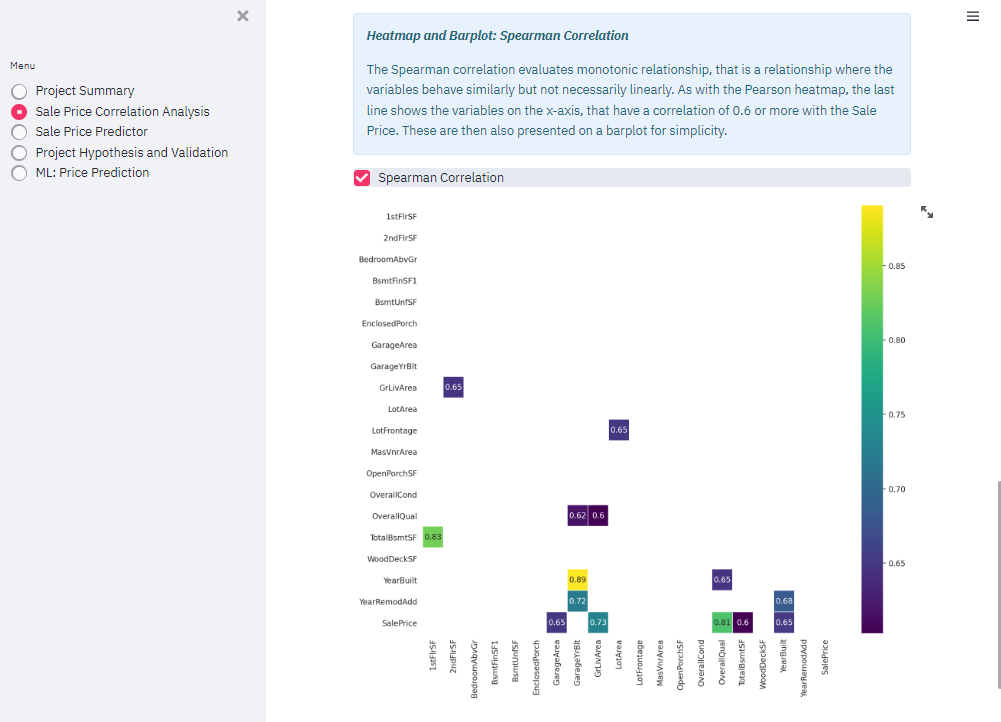 Menu
Project Summary
Sale Price Correlation Analysis
Sale Price Predictor
Project Hypothesis and Validation
ML: Price Prediction
Heatmap and Barplot: Spearman Correlation
The Spearman correlation evaluates monotonic relationship, that is a relationship where the
variables behave similarly but not necessarily linearly. As with the Pearson heatmap, the last
line shows the variables on the x-axis, that have a correlation of 0.6 or more with the Sale
Price. These are then also presented on a barplot for simplicity.
Spearman Correlation
1stFlrSF
2ndFlrSF
BedroomAbvGr
BsmtFinSF1
BsmtUnfSF
EnclosedPorch
GarageArea
GarageYrBlt
GrLivArea 0.65
LotArea
LotFrontage 0.65
MasVnrArea
OpenPorchSF
OverallCond
OverallQual 0.62 0.6
TotalBsmtSF 0.83
WoodDeckSF
YearBuilt 0.89 0.65
YearRemodAdd 0.72 0.68
SalePrice 0.65 0.73 0.81 0.6 0.65
1stFlrSF
2ndFlrSF
BedroomAbvGr
BsmtFinSF1
BsmtUnfSF
EnclosedPorch
GarageArea
GarageYrBlt
GrLivArea
LotArea
LotFrontage
MasVnrArea
OpenPorchSF
OverallCond
OverallQual
TotalBsmtSF
WoodDeckSF
YearBuilt
YearRemodAdd
SalePrice
0.85
0.80
0.75
0.70
0.65